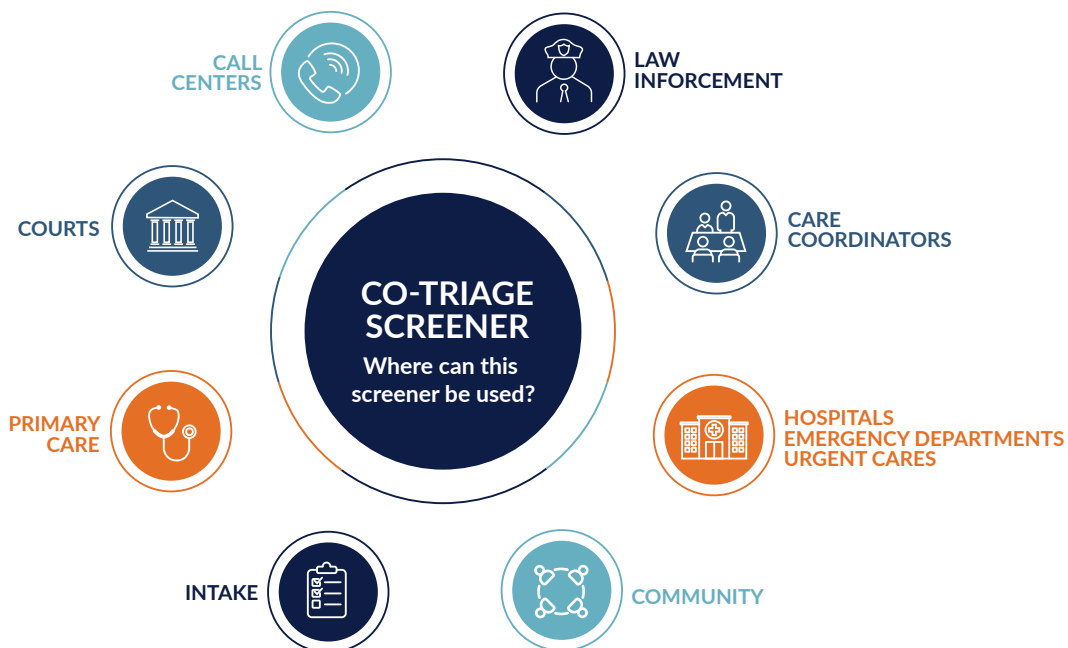 CALL
CENTERS
LAW
INFORCEMENT
COURTS
CARE
COORDINATORS
CO-TRIAGE
SCREENER
Where can this
screener be used?
PRIMARY
CARE
HOSPITALS
EMERGENCY DEPARTMENTS
URGENT CARES
INTAKE
COMMUNITY